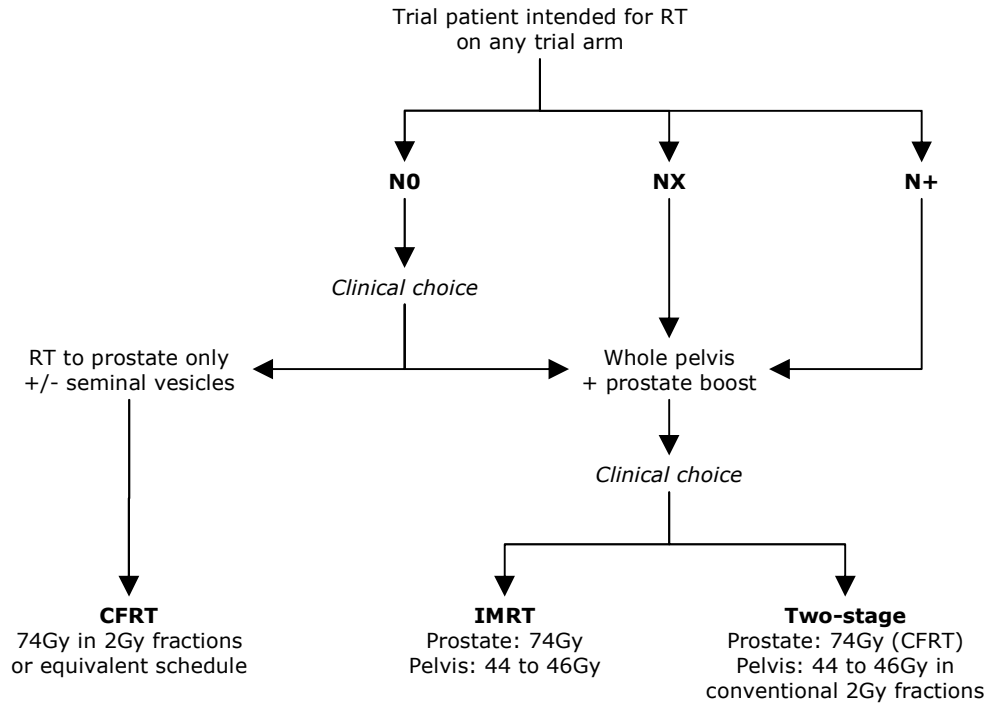 Trial patient intended for RT
on any trial arm
N0
NX
N+
Clinical choice
RT to prostate only
+/- seminal vesicles
Whole pelvis
+ prostate boost
Clinical choice
CFRT
74Gy in 2Gy fractions
or equivalent schedule
IMRT
Prostate: 74Gy
Pelvis: 44 to 46Gy
Two-stage
Prostate: 74Gy (CFRT)
Pelvis: 44 to 46Gy in
conventional 2Gy fractions